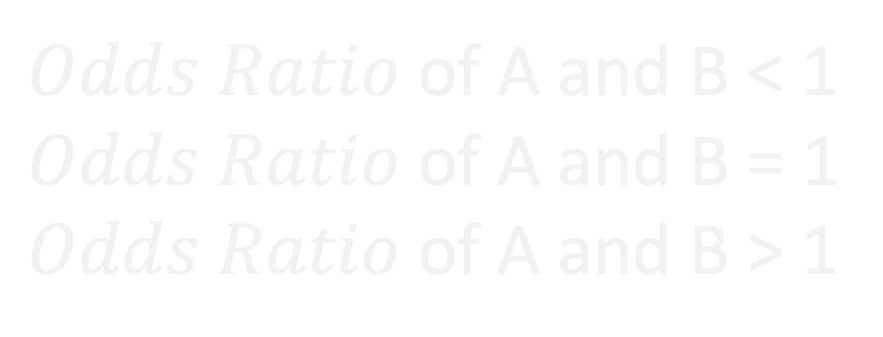 Odds Ratio of A and B < 1
Odds Ratio of A and B = 1
Odds Ratio of A and B > 1